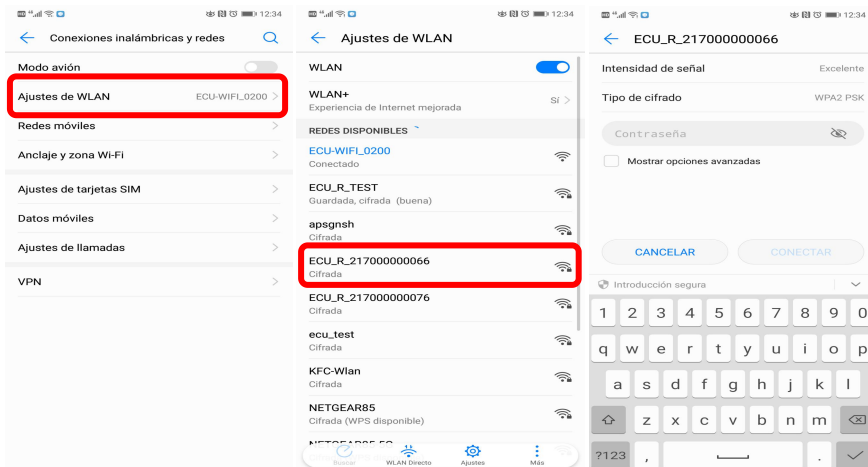 12:34
Conexiones inalámbricas y redes
Modo avión
Ajustes de WLAN ECU-WIFI_0200
Redes móviles
Anclaje y zona Wi-Fi
Ajustes de tarjetas SIM
Datos móviles
Ajustes de llamadas
VPN
12:34
Ajustes de WLAN
WLAN
WLAN+
Experiencia de Internet mejorada
Sí
REDES DISPONIBLES
ECU-WIFI_0200
Conectado
ECU_R_TEST
Guardada, cifrada (buena)
apsgnsh
Cifrada
ECU_R_217000000066
Cifrada
ECU_R_217000000076
Cifrada
ecu_test
Cifrada
KFC-Wlan
Cifrada
NETGEAR85
Cifrada (WPS disponible)
Buscar WLAN Directo Ajustes Más
12:34
ECU_R_217000000066
Intensidad de señal Excelente
Tipo de cifrado WPA2 PSK
Contraseña
Mostrar opciones avanzadas
CANCELAR CONECTAR
Introducción segura
1 2 3 4 5 6 7 8 9 0
q w e r t y u i o p
a s d f g h j k l
z x c v b n m
?123 , .